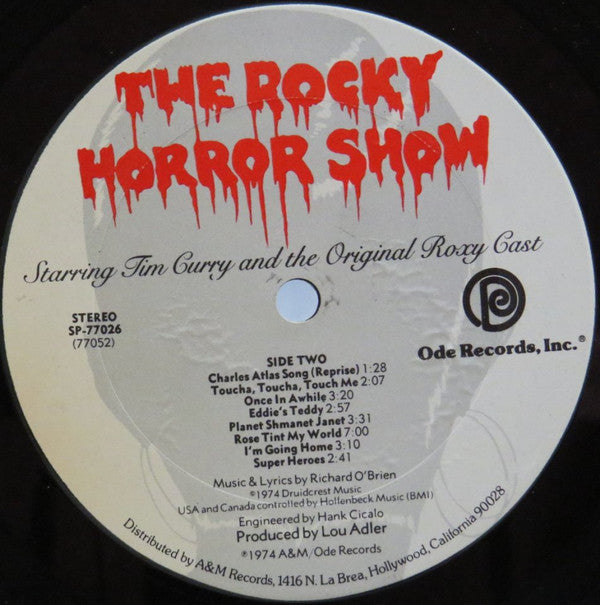 THE ROCKY
HORROR SHOW
Starring Tim Curry and the Original Roxy Cast
STEREO
SP-77026
(77052)
Ode Records, Inc.®
SIDE TWO
Charles Atlas Song (Reprise) 1:28
Toucha, Toucha, Touch Me 2:07
Once In Awhile 3:20
Eddie's Teddy 2:57
Planet Shmanet Janet 3:31
Rose Tint My World 7:00
I'm Going Home 3:10
Super Heroes 2:41
Music & Lyrics by Richard O'Brien
©1974 Druidcrest Music
USA and Canada controlled by Hollenbeck Music (BMI)
Engineered by Hank Cicalo
Produced by Lou Adler
℗1974 A&M/Ode Records
Distributed by A&M Records, 1416 N. La Brea, Hollywood, California 90028